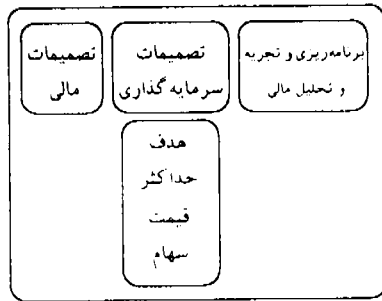 برنامه‌ریزی و تجزیه
و تحلیل مالی
تصمیمات
سرمایه گذاری
تصمیمات
مالی
هدف
حداکثر
قیمت
سهام